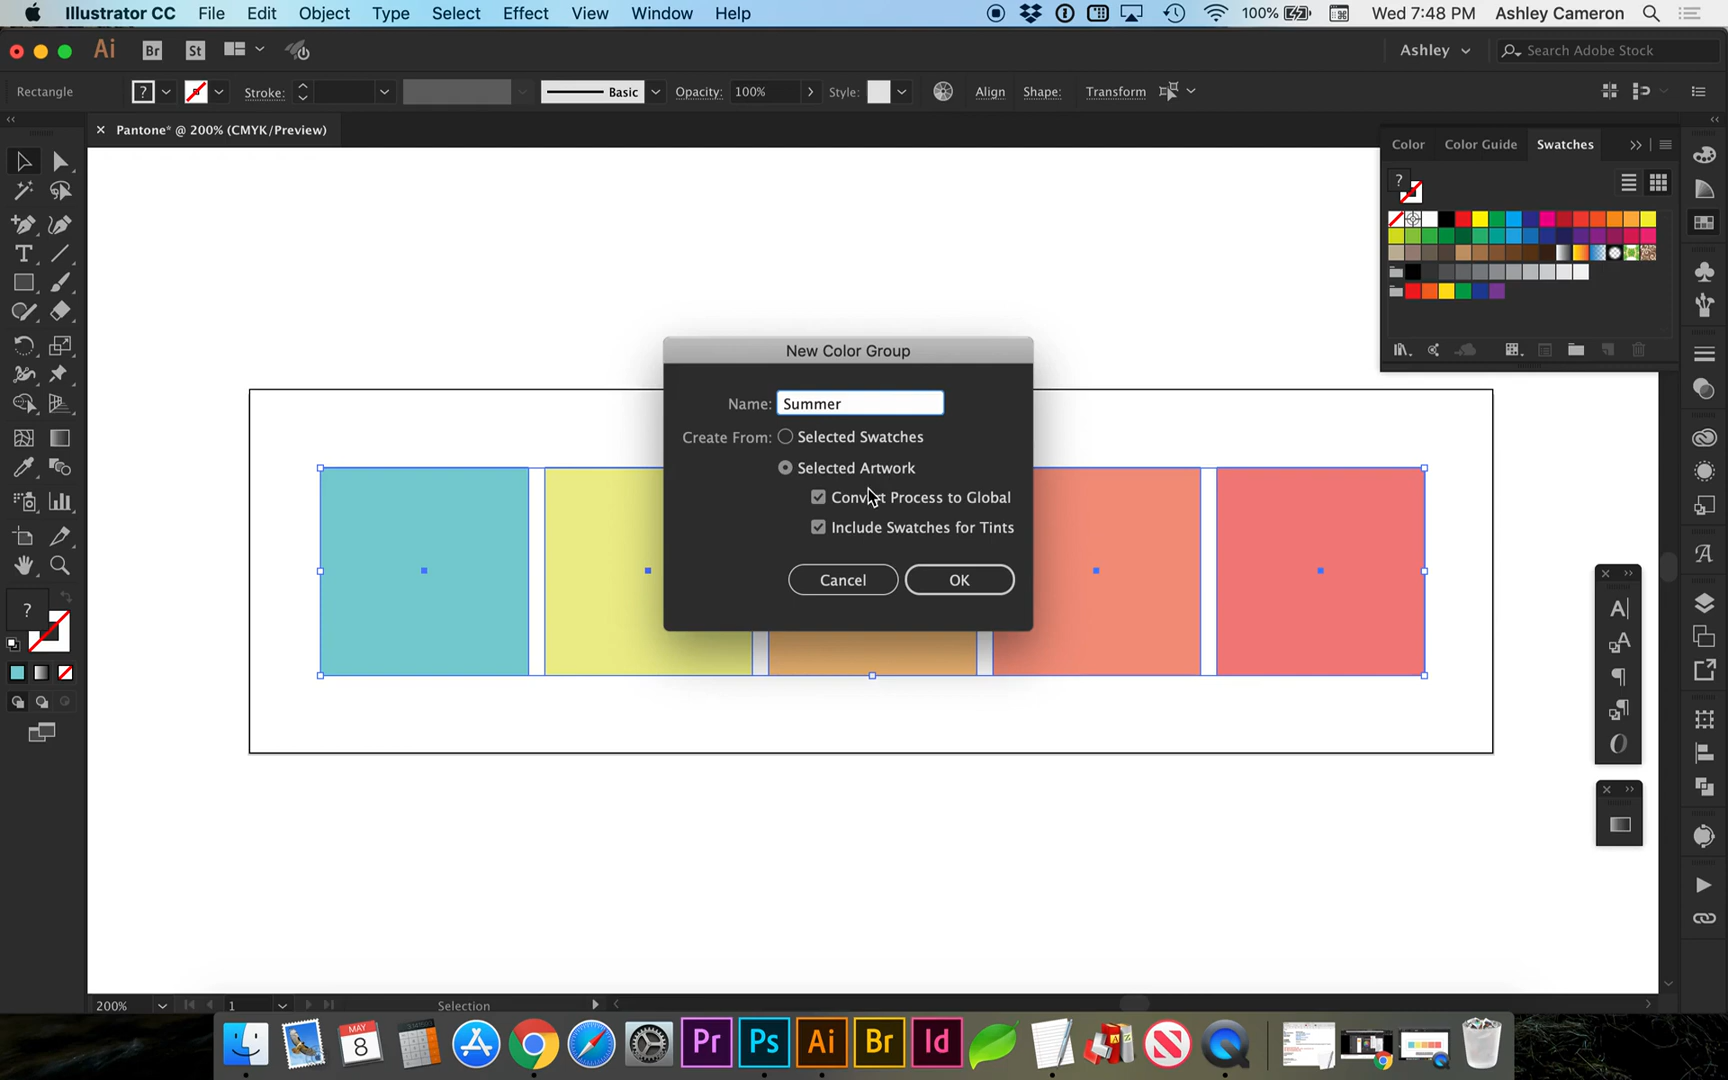 Illustrator CC File Edit Object Type Select Effect View Window Help 100% Wed 7:48 PM Ashley Cameron
Ai Br St Ashley Search Adobe Stock
Rectangle ? Stroke: Basic Opacity: 100% Style: Align Shape: Transform
Pantone* @ 200% (CMYK/Preview)
Color Color Guide Swatches
?
New Color Group
Name: Summer
Create From: Selected Swatches
Selected Artwork
Convert Process to Global
Include Swatches for Tints
Cancel OK
?
200% 1 Selection
MAY
8
Pr Ps Ai Br Id